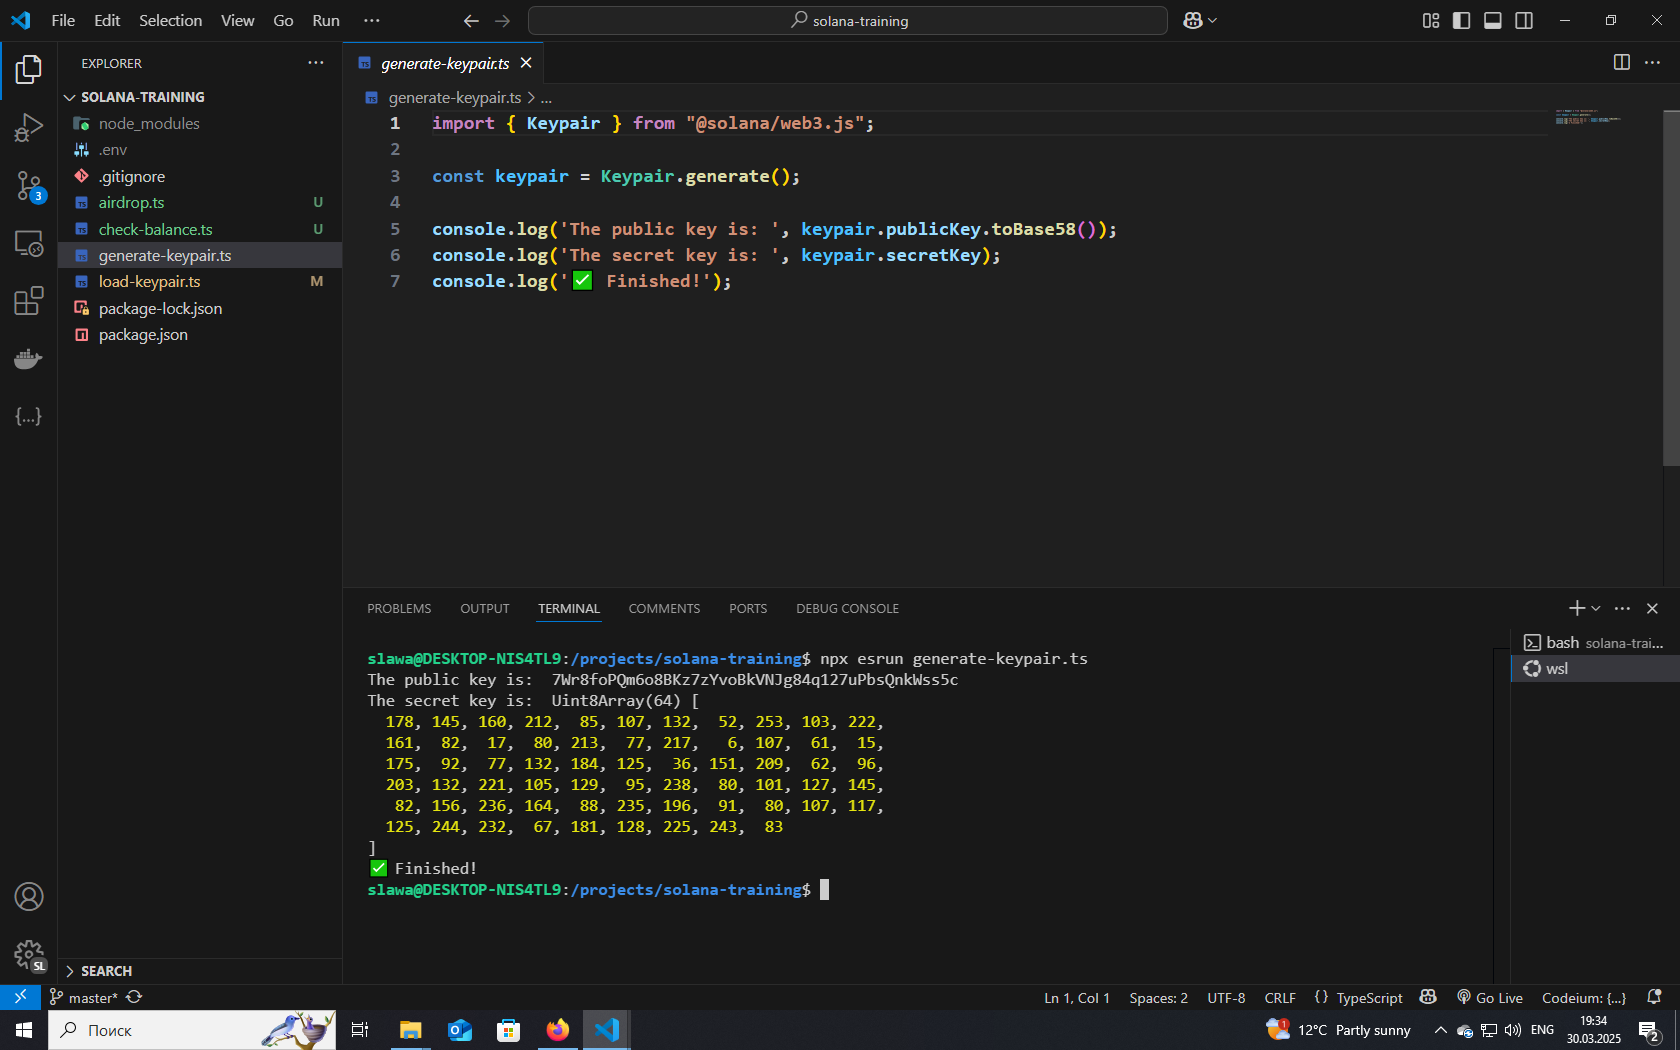 File Edit Selection View Go Run ···
solana-training
EXPLORER
SOLANA-TRAINING
node_modules
.env
.gitignore
airdrop.ts U
check-balance.ts U
generate-keypair.ts
load-keypair.ts M
package-lock.json
package.json
SEARCH
3
SL
generate-keypair.ts
generate-keypair.ts > ...
1 import { Keypair } from "@solana/web3.js";
2
3 const keypair = Keypair.generate();
4
5 console.log('The public key is: ', keypair.publicKey.toBase58());
6 console.log('The secret key is: ', keypair.secretKey);
7 console.log('✅ Finished!');
PROBLEMS OUTPUT TERMINAL COMMENTS PORTS DEBUG CONSOLE
slawa@DESKTOP-NIS4TL9:/projects/solana-training$ npx esrun generate-keypair.ts
The public key is:  7Wr8foPQm6o8BKz7zYvoBkVNJg84q127uPbsQnkWss5c
The secret key is:  Uint8Array(64) [
178, 145, 160, 212, 85, 107, 132, 52, 253, 103, 222,
161, 82, 17, 80, 213, 77, 217, 6, 107, 61, 15,
175, 92, 77, 132, 184, 125, 36, 151, 209, 62, 96,
203, 132, 221, 105, 129, 95, 238, 80, 101, 127, 145,
82, 156, 236, 164, 88, 235, 196, 91, 80, 107, 117,
125, 244, 232, 67, 181, 128, 225, 243, 83
]
✅ Finished!
slawa@DESKTOP-NIS4TL9:/projects/solana-training$
bash solana-trai...
wsl
master* Ln 1, Col 1 Spaces: 2 UTF-8 CRLF {} TypeScript Go Live Codeium: {...}
Поиск
1
12°C Partly sunny
ENG
19:34
30.03.2025
2